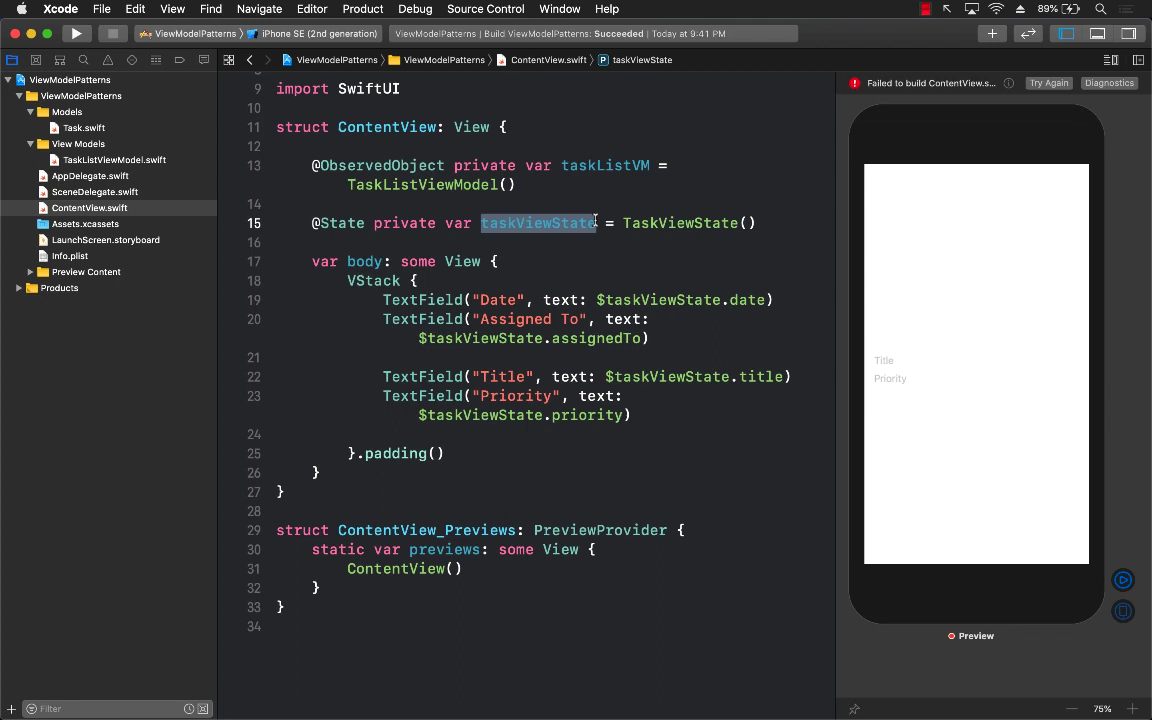 Xcode File Edit View Find Navigate Editor Product Debug Source Control Window Help 89%
ViewModelPatterns iPhone SE (2nd generation) ViewModelPatterns | Build ViewModelPatterns: Succeeded | Today at 9:41 PM
ViewModelPatterns ViewModelPatterns ContentView.swift P taskViewState
ViewModelPatterns
ViewModelPatterns
Models
Task.swift
View Models
TaskListViewModel.swift
AppDelegate.swift
SceneDelegate.swift
ContentView.swift
Assets.xcassets
LaunchScreen.storyboard
Info.plist
Preview Content
Products
Filter
8
9 import SwiftUI
10
11 struct ContentView: View {
12
13 @ObservedObject private var taskListVM =
TaskListViewModel()
14
15 @State private var taskViewState = TaskViewState()
16
17 var body: some View {
18 VStack {
19 TextField("Date", text: $taskViewState.date)
20 TextField("Assigned To", text:
$taskViewState.assignedTo)
21
22 TextField("Title", text: $taskViewState.title)
23 TextField("Priority", text:
$taskViewState.priority)
24
25 }.padding()
26 }
27 }
28
29 struct ContentView_Previews: PreviewProvider {
30 static var previews: some View {
31 ContentView()
32 }
33 }
34
Failed to build ContentView.s... Try Again Diagnostics
Title
Priority
Preview
75%